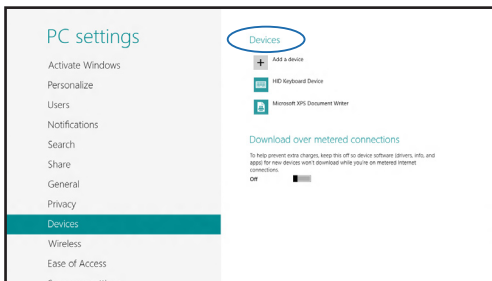 PC settings
Activate Windows
Personalize
Users
Notifications
Search
Share
General
Privacy
Devices
Wireless
Ease of Access
Devices
Add a device
HID Keyboard Device
Microsoft XPS Document Writer
Download over metered connections
To help prevent extra charges, keep this off so device software (drivers, info, and
apps) for new devices won't download while you're on metered Internet
connections.
Off